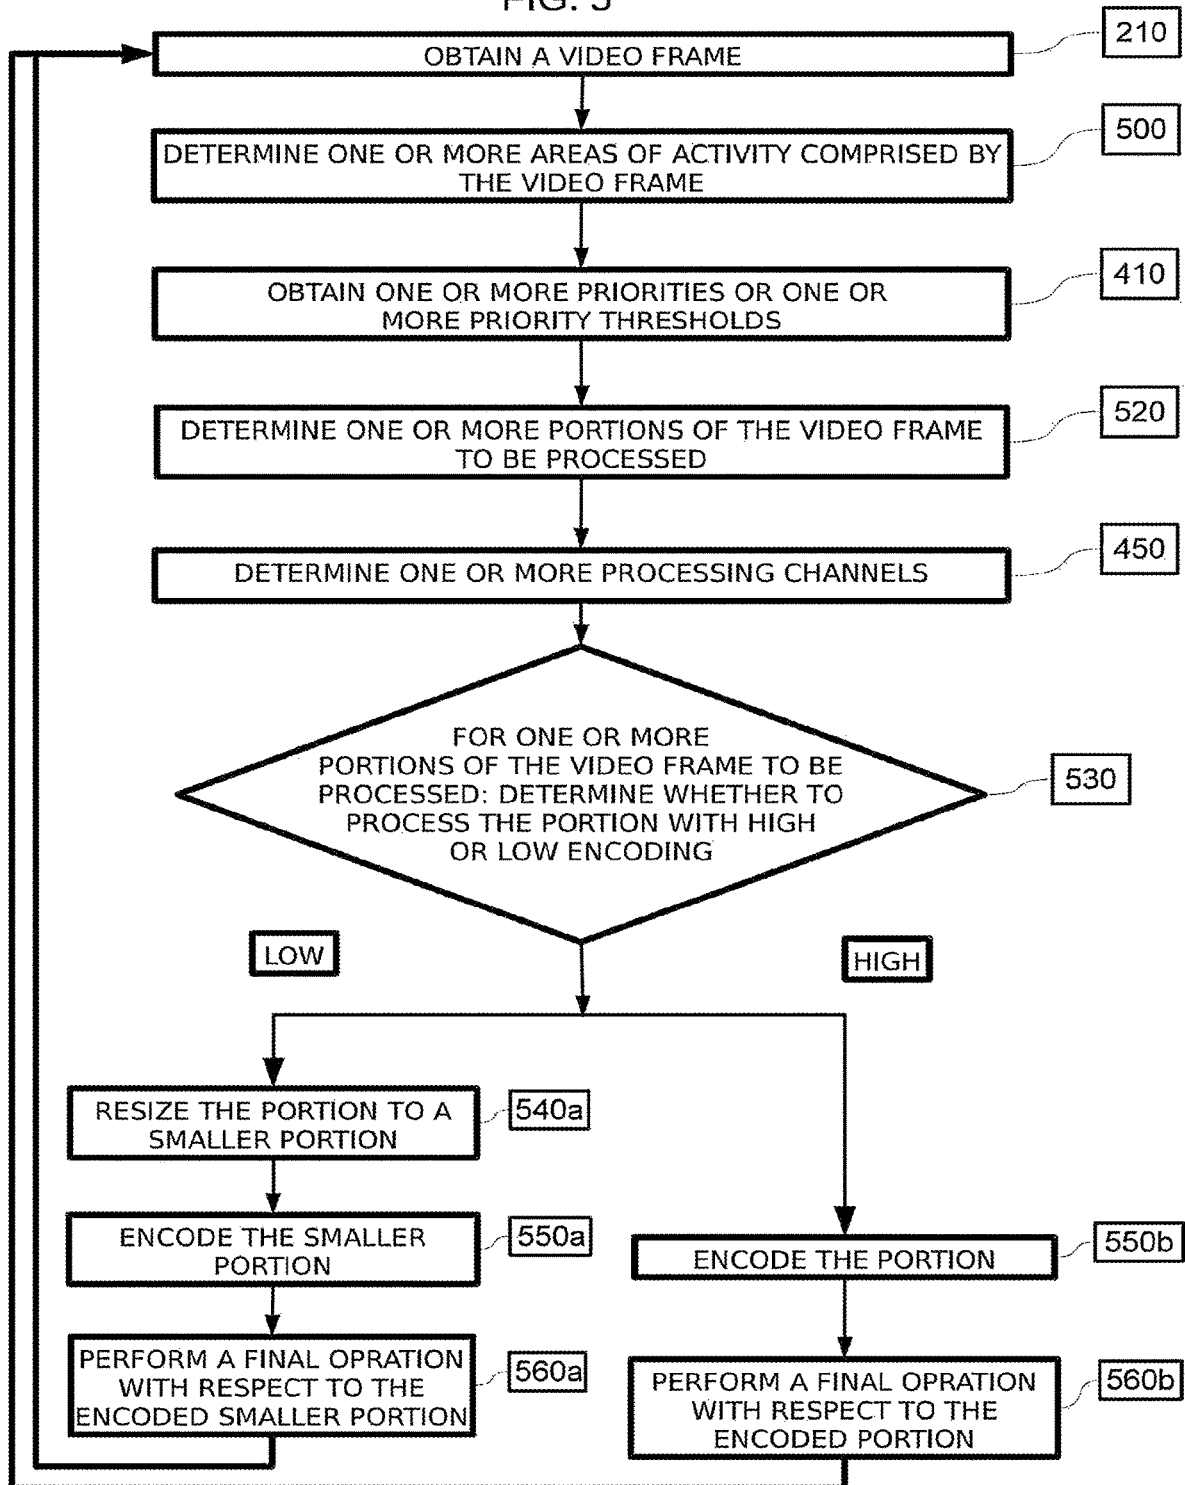 210
OBTAIN A VIDEO FRAME
500
DETERMINE ONE OR MORE AREAS OF ACTIVITY COMPRISED BY
THE VIDEO FRAME
410
OBTAIN ONE OR MORE PRIORITIES OR ONE OR
MORE PRIORITY THRESHOLDS
520
DETERMINE ONE OR MORE PORTIONS OF THE VIDEO FRAME
TO BE PROCESSED
450
DETERMINE ONE OR MORE PROCESSING CHANNELS
FOR ONE OR MORE
PORTIONS OF THE VIDEO FRAME TO BE
PROCESSED: DETERMINE WHETHER TO
PROCESS THE PORTION WITH HIGH
OR LOW ENCODING
530
LOW
HIGH
RESIZE THE PORTION TO A
SMALLER PORTION
540a
ENCODE THE SMALLER
PORTION
550a
ENCODE THE PORTION
550b
PERFORM A FINAL OPRATION
WITH RESPECT TO THE
ENCODED SMALLER PORTION
560a
PERFORM A FINAL OPRATION
WITH RESPECT TO THE
ENCODED PORTION
560b